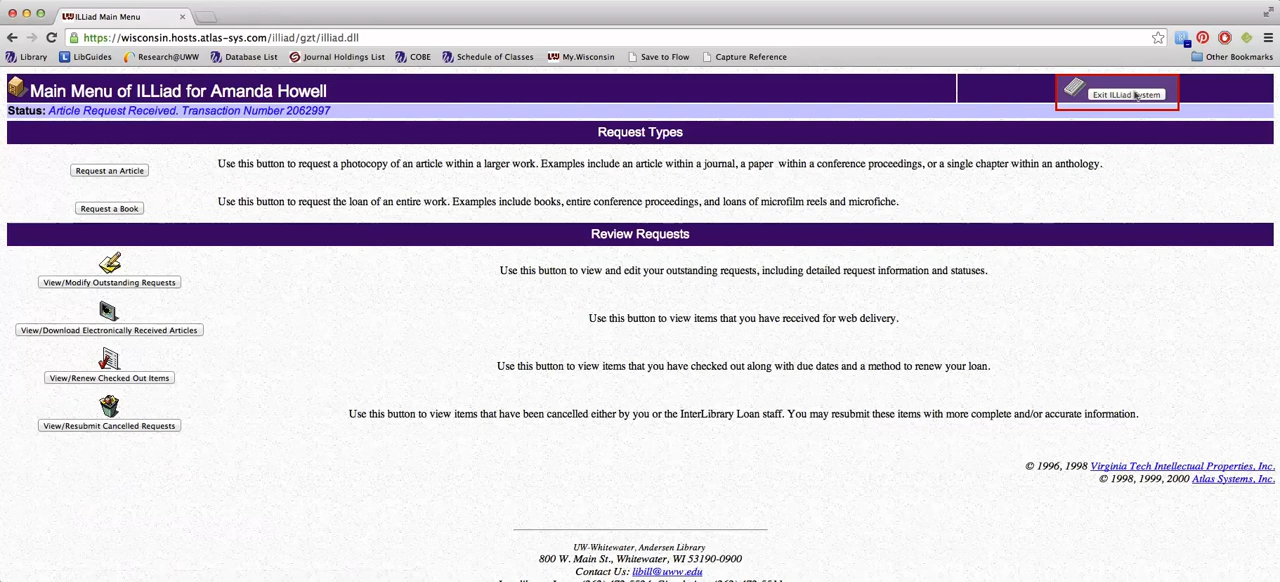 ILLiad Main Menu
https://wisconsin.hosts.atlas-sys.com/illiad/gzt/illiad.dll
Library LibGuides Research@UWW Database List Journal Holdings List COBE Schedule of Classes My.Wisconsin Save to Flow Capture Reference Other Bookmarks
Main Menu of ILLiad for Amanda Howell
Exit ILLiad System
Status: Article Request Received. Transaction Number 2062997
Request Types
Request an Article
Use this button to request a photocopy of an article within a larger work. Examples include an article within a journal, a paper within a conference proceedings, or a single chapter within an anthology.
Request a Book
Use this button to request the loan of an entire work. Examples include books, entire conference proceedings, and loans of microfilm reels and microfiche.
Review Requests
View/Modify Outstanding Requests
Use this button to view and edit your outstanding requests, including detailed request information and statuses.
View/Download Electronically Received Articles
Use this button to view items that you have received for web delivery.
View/Renew Checked Out Items
Use this button to view items that you have checked out along with due dates and a method to renew your loan.
View/Resubmit Cancelled Requests
Use this button to view items that have been cancelled either by you or the InterLibrary Loan staff. You may resubmit these items with more complete and/or accurate information.
© 1996, 1998 Virginia Tech Intellectual Properties, Inc.
© 1998, 1999, 2000 Atlas Systems, Inc.
UW-Whitewater, Andersen Library
800 W. Main St., Whitewater, WI 53190-0900
Contact Us: libill@uww.edu